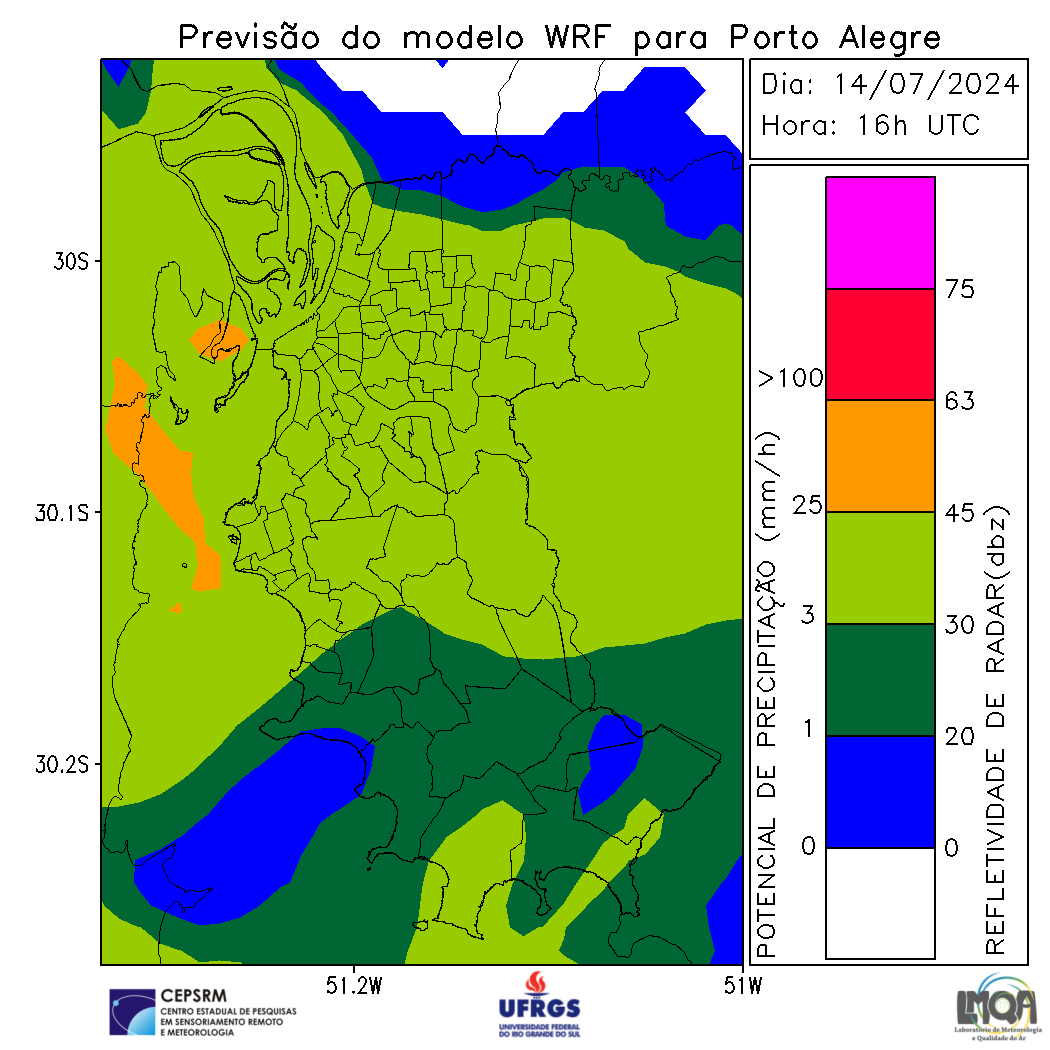 Previsão do modelo WRF para Porto Alegre
Dia: 14/07/2024
Hora: 16h UTC
30S
30.1S
30.2S
51.2W
51W
POTENCIAL DE PRECIPITAÇÃO (mm/h)
>100
25
3
1
0
75
63
45
30
20
0
REFLETIVIDADE DE RADAR(dbz)
CEPSRM
CENTRO ESTADUAL DE PESQUISAS
EM SENSORIAMENTO REMOTO
E METEOROLOGIA
UFRGS
UNIVERSIDADE FEDERAL
DO RIO GRANDE DO SUL
LMQA
Laboratório de Meteorologia
e Qualidade do Ar